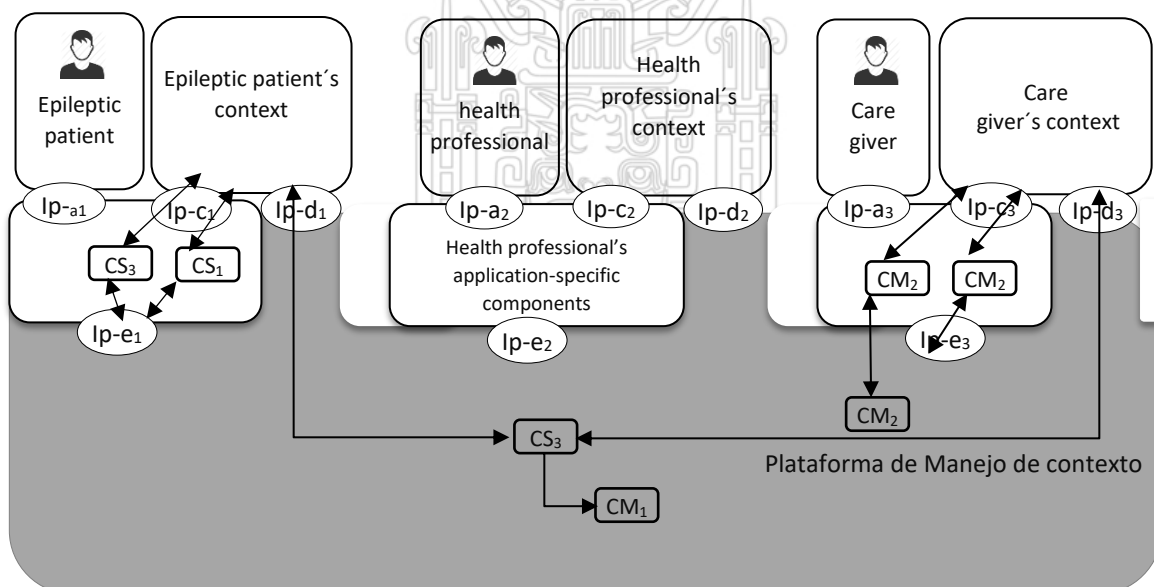 Epileptic
patient
Epileptic patient´s
context
health
professional
Health
professional´s
context
Care
giver
Care
giver´s context
Ip-a1
Ip-c1
Ip-d1
Ip-a2
Ip-c2
Ip-d2
Ip-a3
Ip-c3
Ip-d3
CS3
CS1
Health professional’s
application-specific
components
CM2
CM2
Ip-e1
Ip-e2
Ip-e3
CM2
CS3
Plataforma de Manejo de contexto
CM1